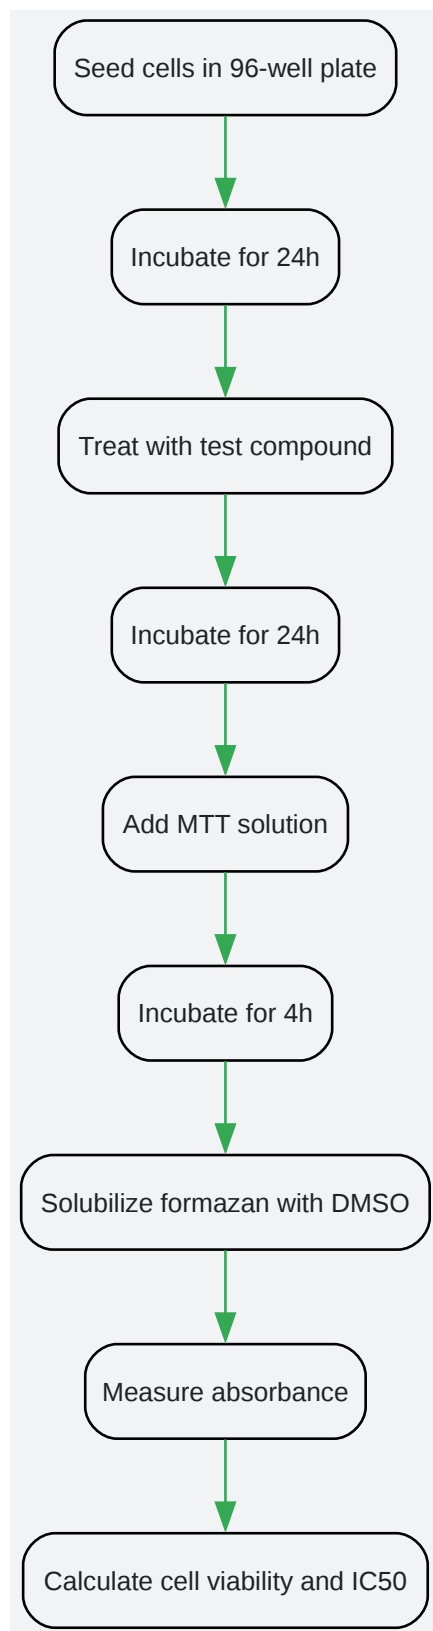 Seed cells in 96-well plate
Incubate for 24h
Treat with test compound
Incubate for 24h
Add MTT solution
Incubate for 4h
Solubilize formazan with DMSO
Measure absorbance
Calculate cell viability and IC50